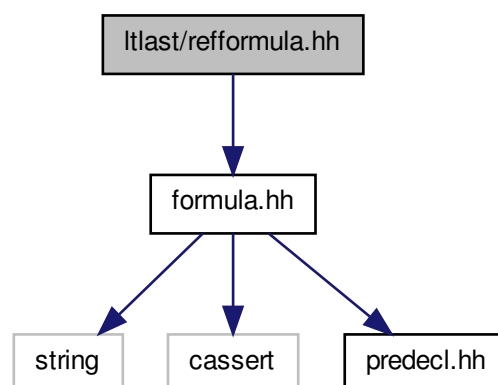 ltlast/refformula.hh
formula.hh
string
cassert
predecl.hh